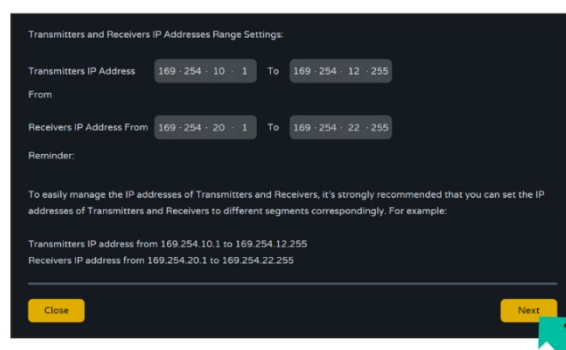 Transmitters and Receivers IP Addresses Range Settings:
Transmitters IP Address From 169 · 254 · 10 · 1 To 169 · 254 · 12 · 255
Receivers IP Address From 169 · 254 · 20 · 1 To 169 · 254 · 22 · 255
Reminder:
To easily manage the IP addresses of Transmitters and Receivers, it's strongly recommended that you can set the IP
addresses of Transmitters and Receivers to different segments correspondingly. For example:
Transmitters IP address from 169.254.10.1 to 169.254.12.255
Receivers IP address from 169.254.20.1 to 169.254.22.255
Close Next